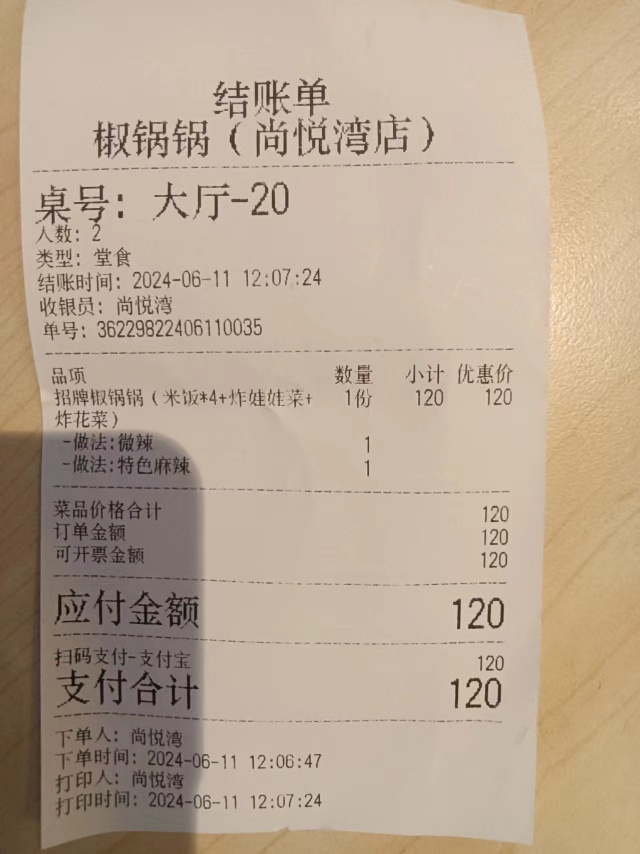 结账单
椒锅锅（尚悦湾店）
桌号: 大厅-20
人数: 2
类型: 堂食
结账时间: 2024-06-11 12:07:24
收银员: 尚悦湾
单号: 36229822406110035
品项 数量 小计 优惠价
招牌椒锅锅（米饭*4+炸娃娃菜+ 1份 120 120
炸花菜）
-做法:微辣 1
-做法:特色麻辣 1
菜品价格合计 120
订单金额 120
可开票金额 120
应付金额 120
扫码支付-支付宝 120
支付合计 120
下单人: 尚悦湾
下单时间: 2024-06-11 12:06:47
打印人: 尚悦湾
打印时间: 2024-06-11 12:07:24